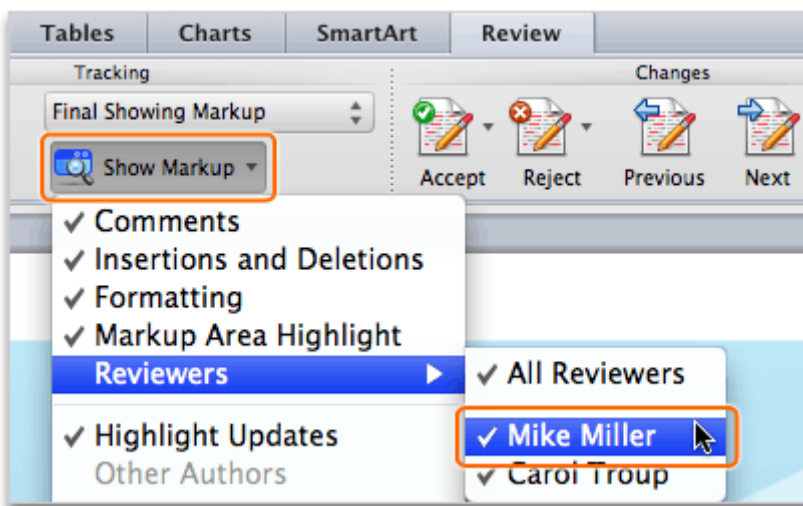 Tables Charts SmartArt Review
Tracking Changes
Final Showing Markup
Show Markup
Accept Reject Previous Next
Comments
Insertions and Deletions
Formatting
Markup Area Highlight
Reviewers
All Reviewers
Highlight Updates
Mike Miller
Other Authors
Carol Troup